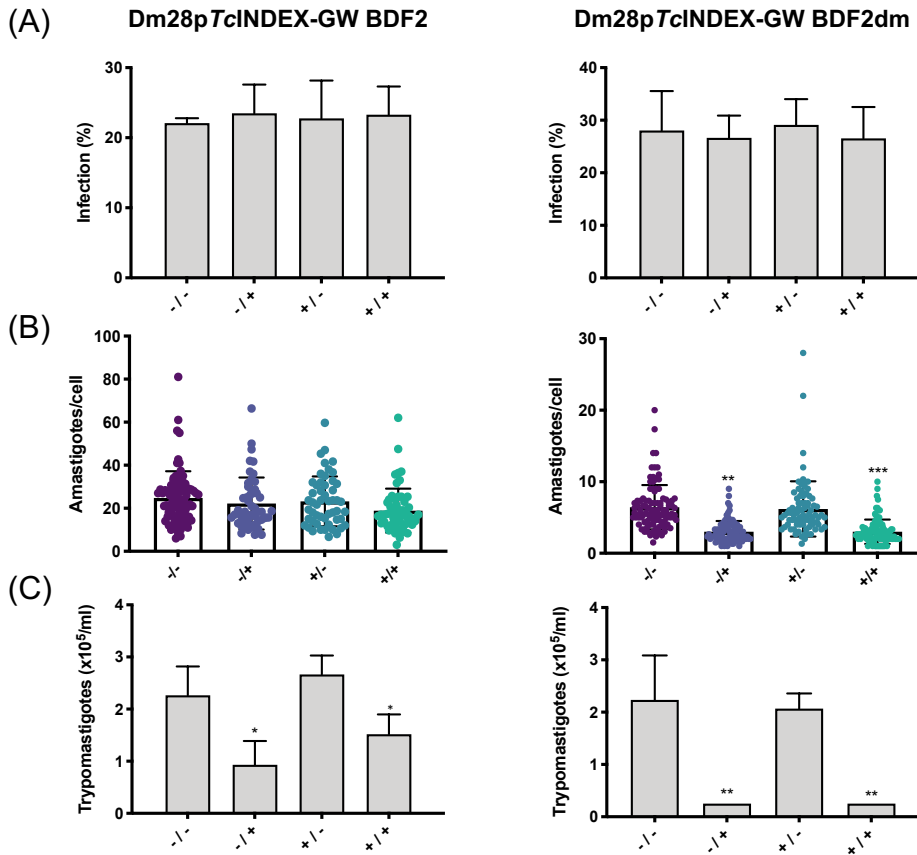 (A)
Dm28pTcINDEX-GW BDF2
Dm28pTcINDEX-GW BDF2dm
Infection (%)
30
20
10
0
- / -
- / +
+ / -
+ / +
Infection (%)
40
30
20
10
0
- / -
- / +
+ / -
+ / +
(B)
Amastigotes/cell
100
80
60
40
20
0
-/-
-/+
+/-
+/+
Amastigotes/cell
30
20
10
0
**
***
-/-
-/+
+/-
+/+
(C)
Trypomastigotes (x10⁵/ml)
4
3
2
1
0
*
*
- / -
- / +
+ / -
+ / +
Trypomastigotes (x10⁵/ml)
4
3
2
1
0
**
**
- / -
- / +
+ / -
+ / +